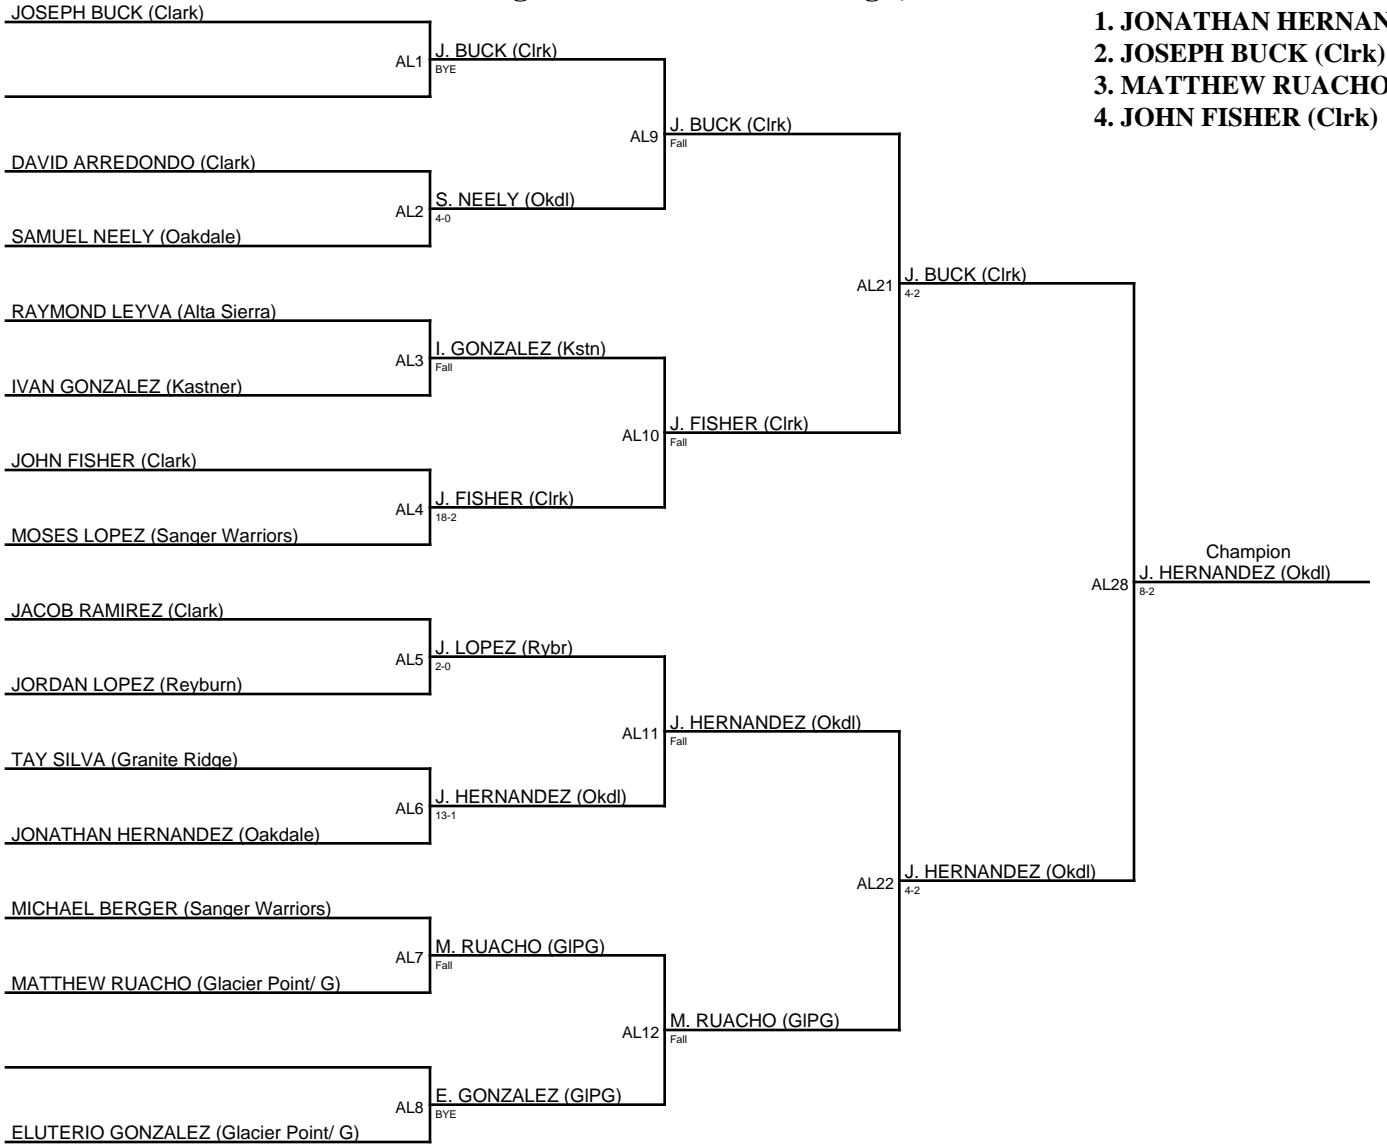 JOSEPH BUCK (Clark)
AL1
J. BUCK (Clrk)
BYE
DAVID ARREDONDO (Clark)
AL2
S. NEELY (Okdl)
4-0
SAMUEL NEELY (Oakdale)
AL9
J. BUCK (Clrk)
Fall
RAYMOND LEYVA (Alta Sierra)
AL3
I. GONZALEZ (Kstn)
Fall
IVAN GONZALEZ (Kastner)
JOHN FISHER (Clark)
AL4
J. FISHER (Clrk)
18-2
MOSES LOPEZ (Sanger Warriors)
AL10
J. FISHER (Clrk)
Fall
AL21
J. BUCK (Clrk)
4-2
JACOB RAMIREZ (Clark)
AL5
J. LOPEZ (Rybr)
2-0
JORDAN LOPEZ (Reyburn)
TAY SILVA (Granite Ridge)
AL6
J. HERNANDEZ (Okdl)
13-1
JONATHAN HERNANDEZ (Oakdale)
AL11
J. HERNANDEZ (Okdl)
Fall
MICHAEL BERGER (Sanger Warriors)
AL7
M. RUACHO (GlPG)
Fall
MATTHEW RUACHO (Glacier Point/ G)
AL8
E. GONZALEZ (GlPG)
BYE
ELUTERIO GONZALEZ (Glacier Point/ G)
AL12
M. RUACHO (GlPG)
Fall
AL22
J. HERNANDEZ (Okdl)
4-2
AL28
Champion
J. HERNANDEZ (Okdl)
8-2
1. JONATHAN HERNAN
2. JOSEPH BUCK (Clrk)
3. MATTHEW RUACHO
4. JOHN FISHER (Clrk)